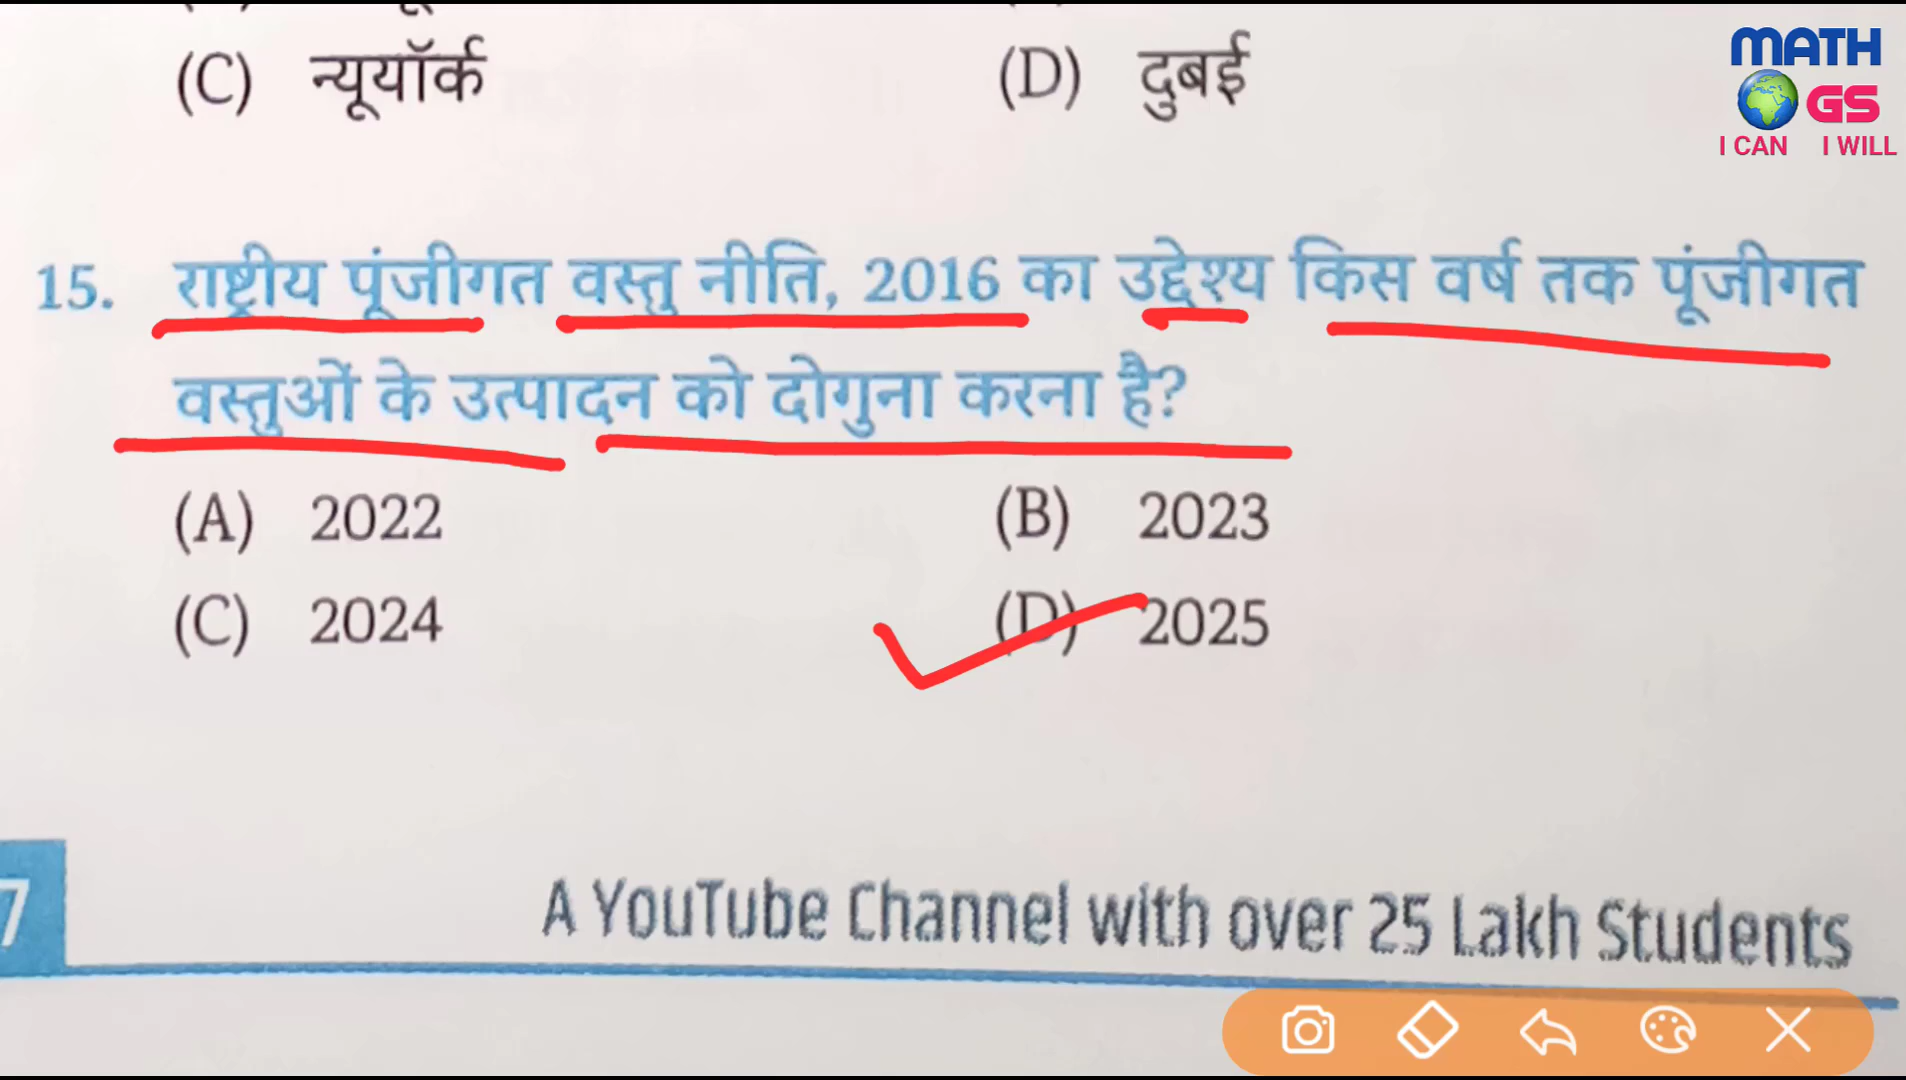 (C) न्यूयॉर्क (D) दुबई
MATH
GS
I CAN I WILL
15. राष्ट्रीय पूंजीगत वस्तु नीति, 2016 का उद्देश्य किस वर्ष तक पूंजीगत
वस्तुओं के उत्पादन को दोगुना करना है?
(A) 2022 (B) 2023
(C) 2024 (D) 2025
7
A YouTube Channel with over 25 Lakh Students